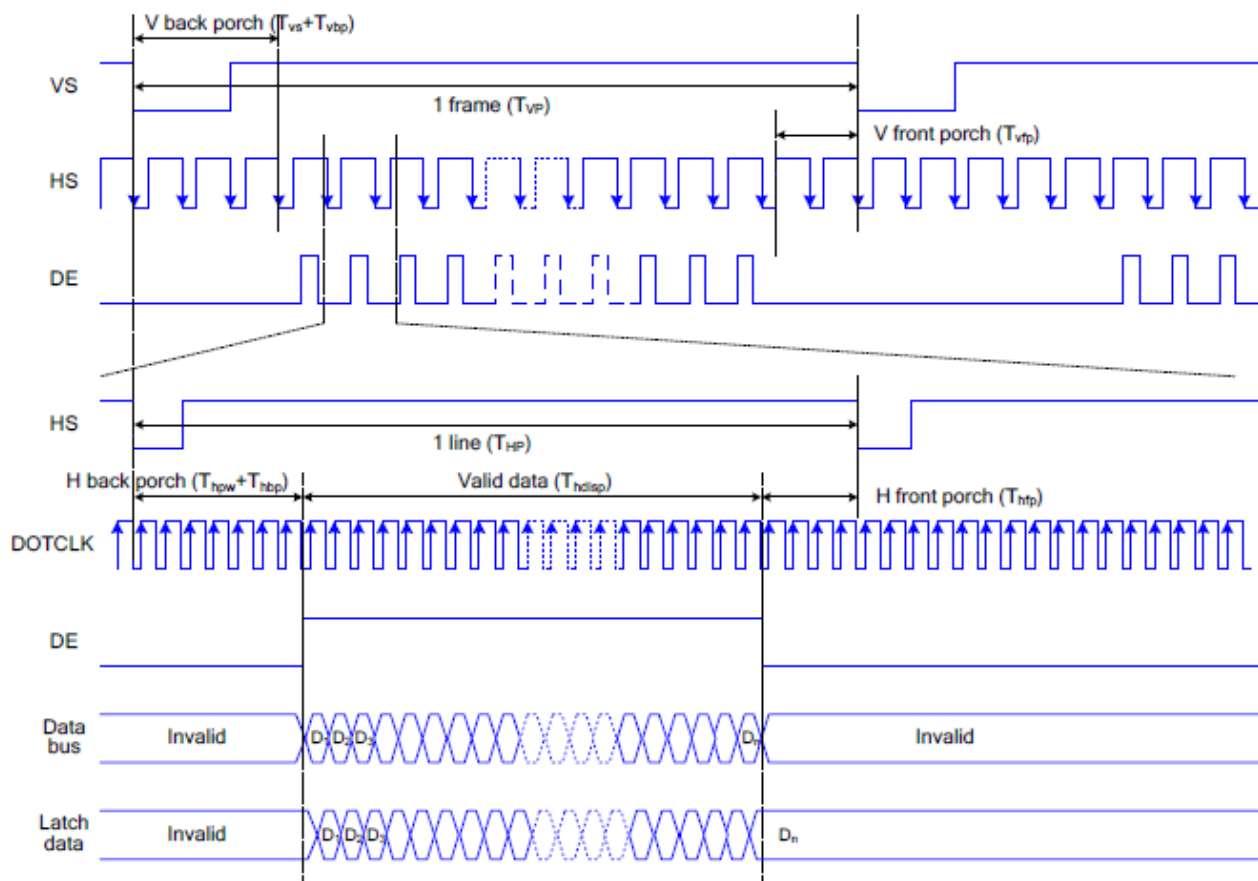 V back porch (Tvs+Tvbp)
VS
1 frame (TVP)
V front porch (Tvfp)
HS
DE
HS
1 line (THP)
H back porch (Thpw+Thbp)
Valid data (Thdisp)
H front porch (Thfp)
DOTCLK
DE
Data
bus
Invalid
D1
D2
D3
Dn
Invalid
Latch
data
Invalid
D1
D2
D3
Dn